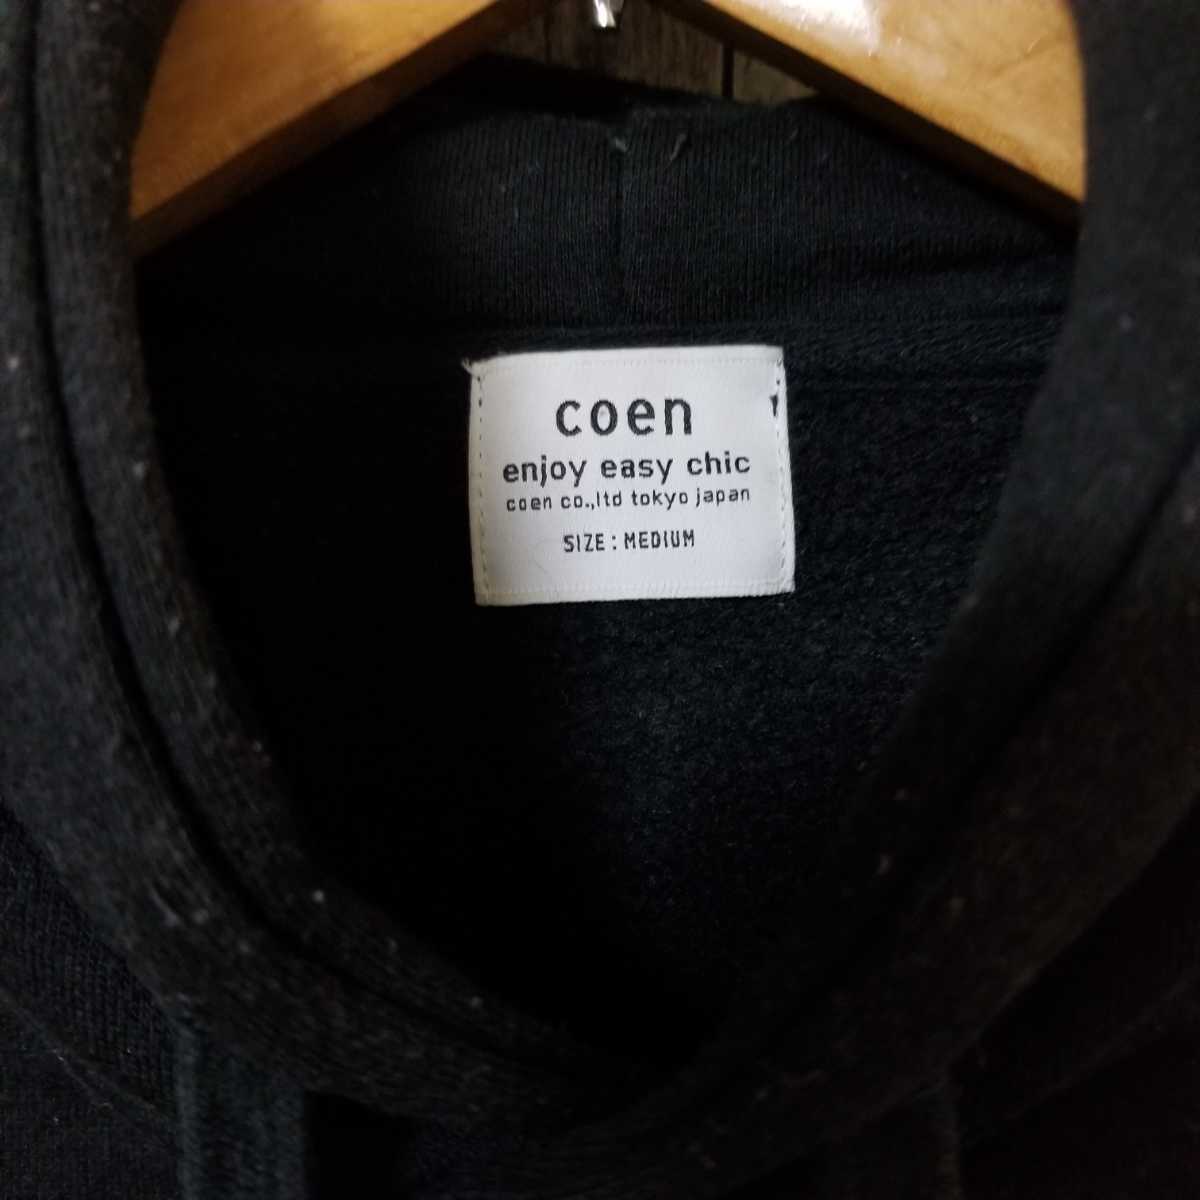 coen
enjoy easy chic
coen co.,ltd tokyo japan
SIZE : MEDIUM